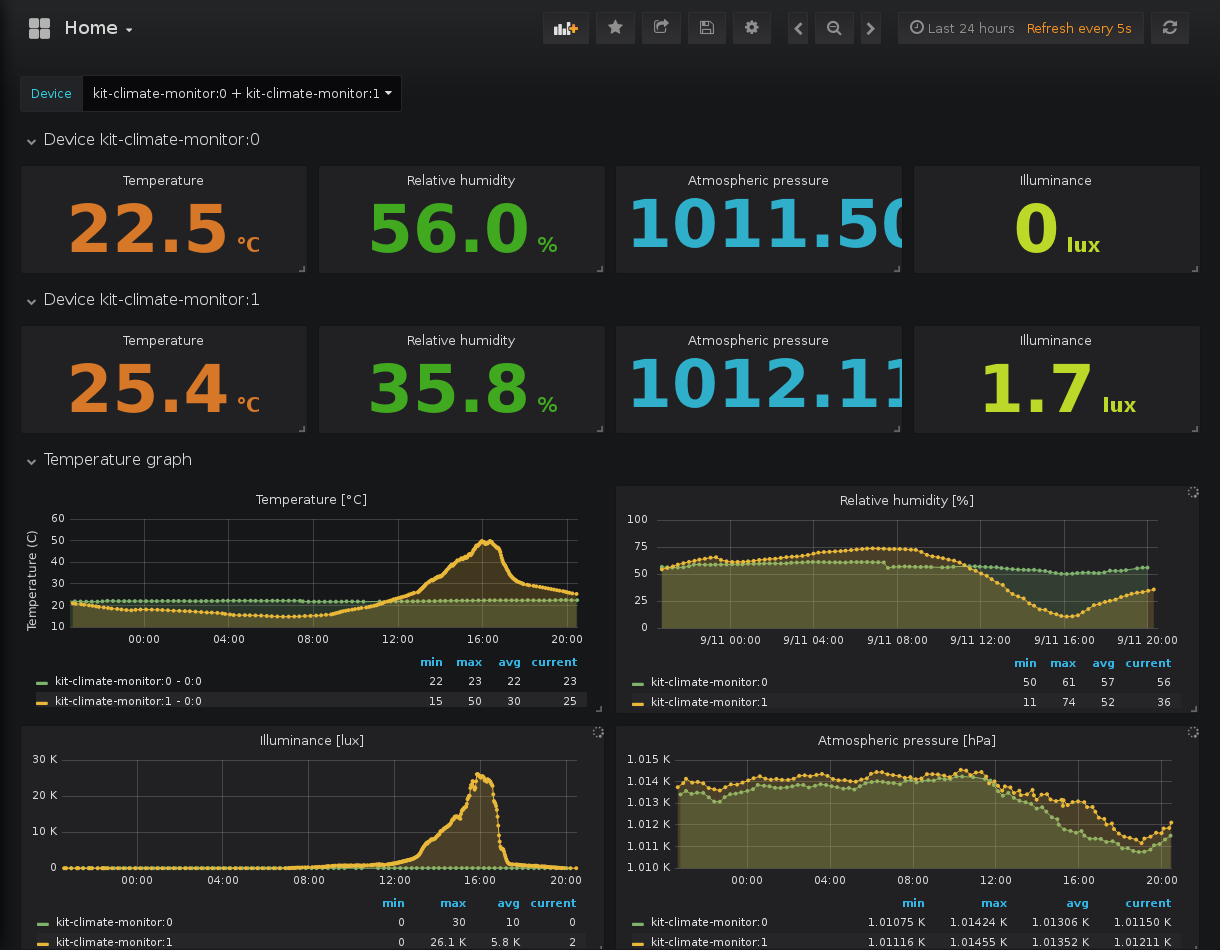 Home
Last 24 hours Refresh every 5s
Device kit-climate-monitor:0 + kit-climate-monitor:1
Device kit-climate-monitor:0
Temperature
22.5 °C
Relative humidity
56.0 %
Atmospheric pressure
1011.50
Illuminance
0 lux
Device kit-climate-monitor:1
Temperature
25.4 °C
Relative humidity
35.8 %
Atmospheric pressure
1012.11
Illuminance
1.7 lux
Temperature graph
Temperature [°C]
Temperature (C)
60
50
40
30
20
10
00:00 04:00 08:00 12:00 16:00 20:00
min max avg current
kit-climate-monitor:0 - 0:0 22 23 22 23
kit-climate-monitor:1 - 0:0 15 50 30 25
Relative humidity [%]
100
75
50
25
0
9/11 00:00 9/11 04:00 9/11 08:00 9/11 12:00 9/11 16:00 9/11 20:00
min max avg current
kit-climate-monitor:0 50 61 57 56
kit-climate-monitor:1 11 74 52 36
Illuminance [lux]
30 K
20 K
10 K
0
00:00 04:00 08:00 12:00 16:00 20:00
min max avg current
kit-climate-monitor:0 0 30 10 0
kit-climate-monitor:1 0 26.1 K 5.8 K 2
Atmospheric pressure [hPa]
1.015 K
1.014 K
1.013 K
1.012 K
1.011 K
1.010 K
00:00 04:00 08:00 12:00 16:00 20:00
min max avg current
kit-climate-monitor:0 1.01075 K 1.01424 K 1.01306 K 1.01150 K
kit-climate-monitor:1 1.01116 K 1.01455 K 1.01352 K 1.01211 K